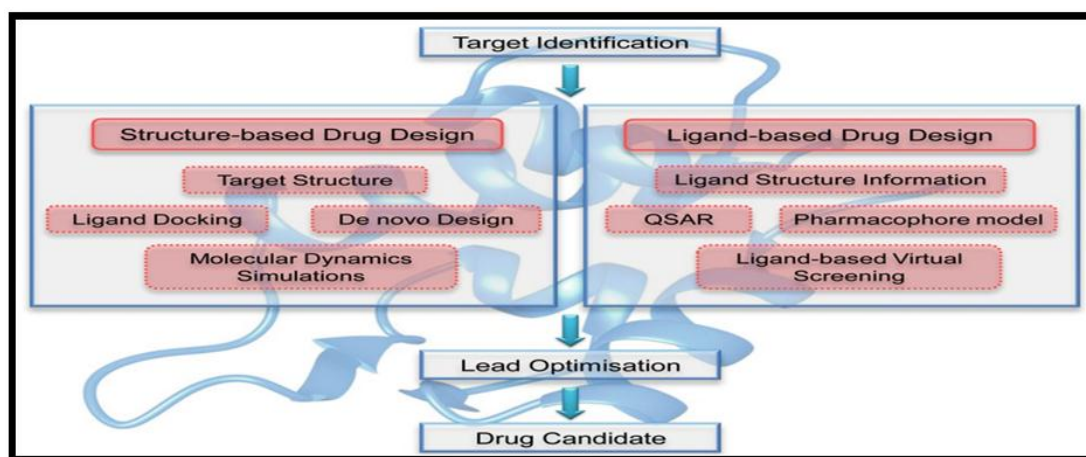 Target Identification
Structure-based Drug Design
Target Structure
Ligand Docking
De novo Design
Molecular Dynamics
Simulations
Ligand-based Drug Design
Ligand Structure Information
QSAR
Pharmacophore model
Ligand-based Virtual
Screening
Lead Optimisation
Drug Candidate